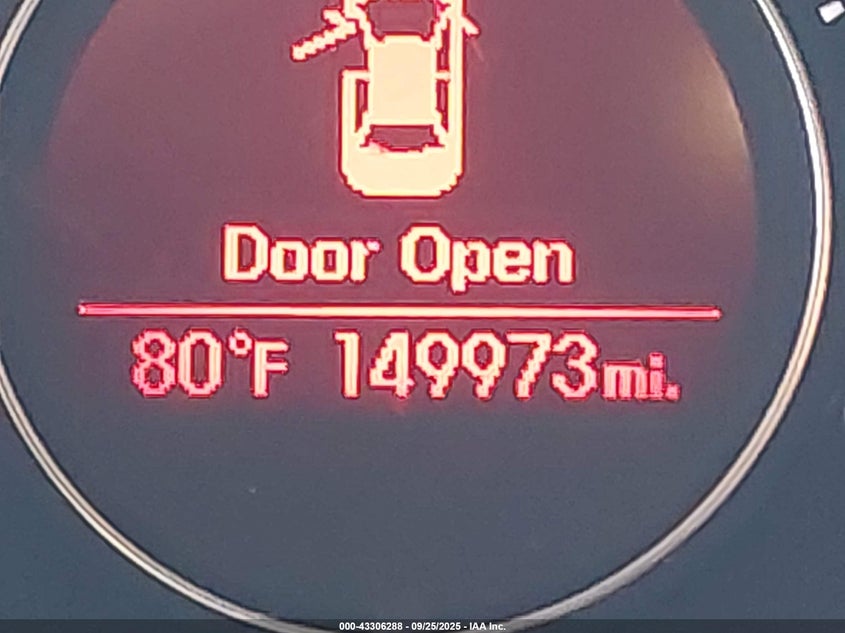 Door Open
80°F 149973mi.
000-43306288 - 09/25/2025 - IAA Inc.